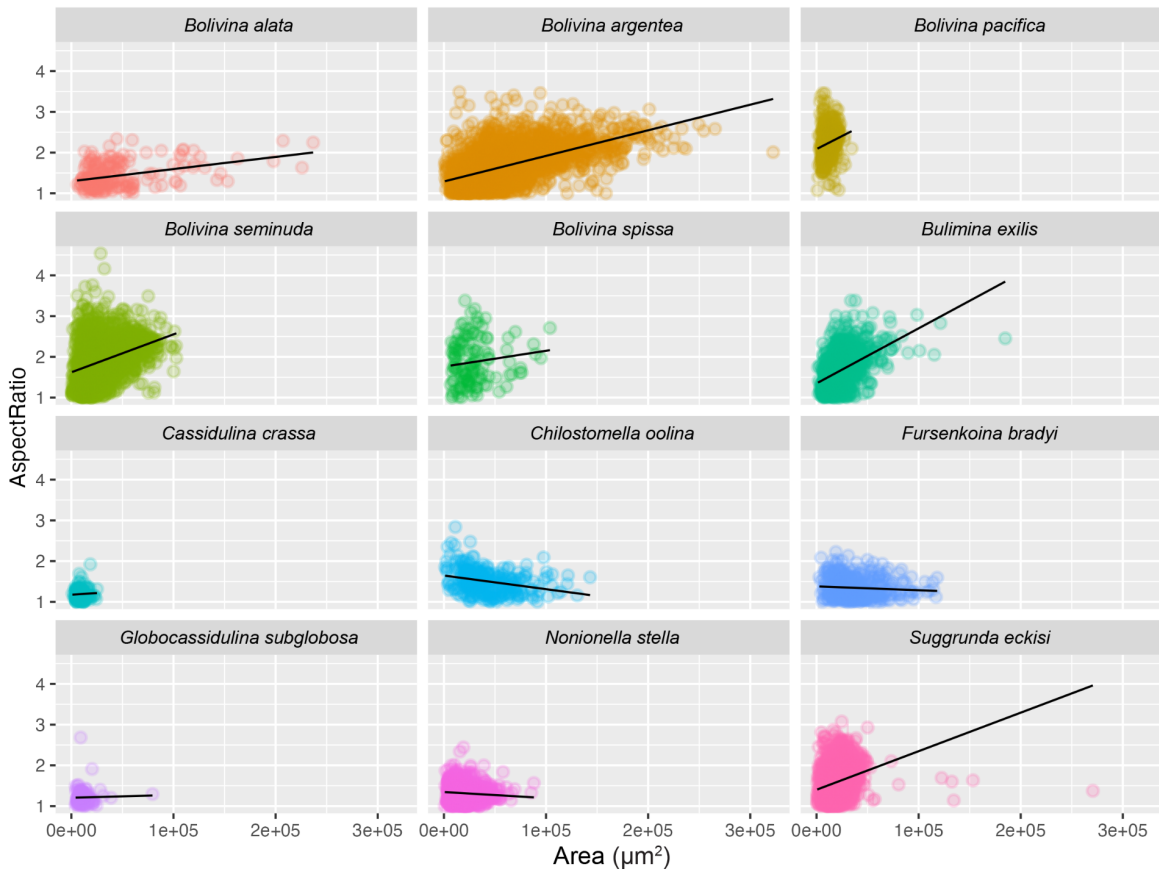 Bolivina alata
Bolivina argentea
Bolivina pacifica
4
3
2
1
Bolivina seminuda
Bolivina spissa
Bulimina exilis
4
3
2
1
Cassidulina crassa
Chilostomella oolina
Fursenkoina bradyi
4
3
2
1
Globocassidulina subglobosa
Nonionella stella
Suggrunda eckisi
4
3
2
1
0e+00 1e+05 2e+05 3e+05 0e+00 1e+05 2e+05 3e+05 0e+00 1e+05 2e+05 3e+05
AspectRatio
Area (μm²)